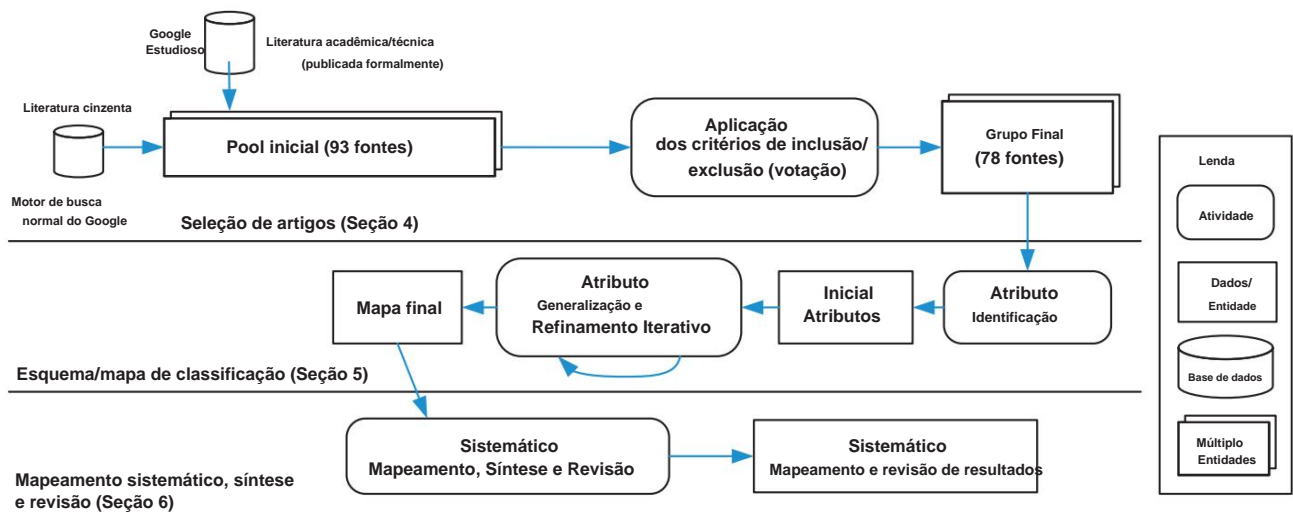 Google
Estudioso
Literatura acadêmica/técnica
(publicada formalmente)
Literatura cinzenta
Pool inicial (93 fontes)
Aplicação
dos critérios de inclusão/
exclusão (votação)
Grupo Final
(78 fontes)
Motor de busca
normal do Google
Seleção de artigos (Seção 4)
Mapa final
Atributo
Generalização e
Refinamento Iterativo
Inicial
Atributos
Atributo
Identificação
Esquema/mapa de classificação (Seção 5)
Sistemático
Mapeamento, Síntese e Revisão
Sistemático
Mapeamento e revisão de resultados
Mapeamento sistemático, síntese
e revisão (Seção 6)
Lenda
Atividade
Dados/
Entidade
Base de dados
Múltiplo
Entidades